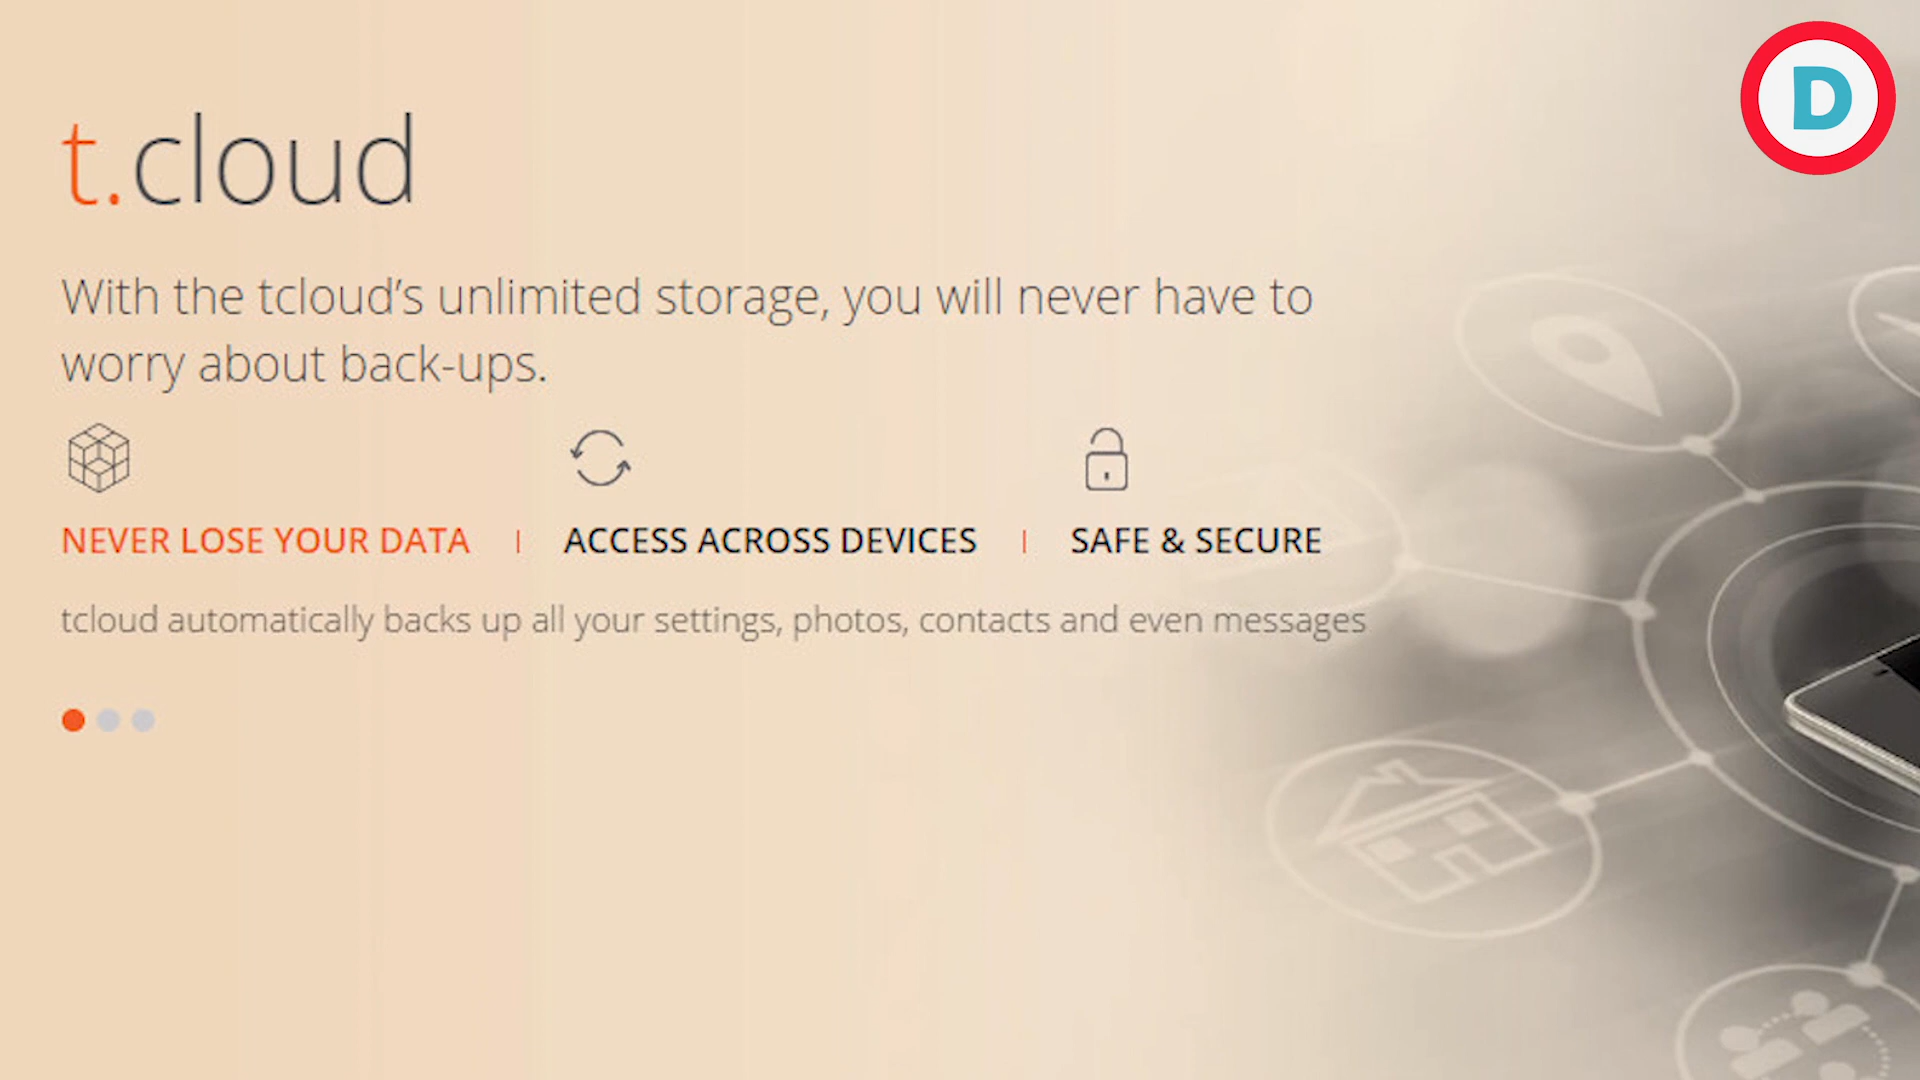 D
t.cloud
With the tcloud’s unlimited storage, you will never have to
worry about back-ups.
NEVER LOSE YOUR DATA | ACCESS ACROSS DEVICES | SAFE & SECURE
tcloud automatically backs up all your settings, photos, contacts and even messages